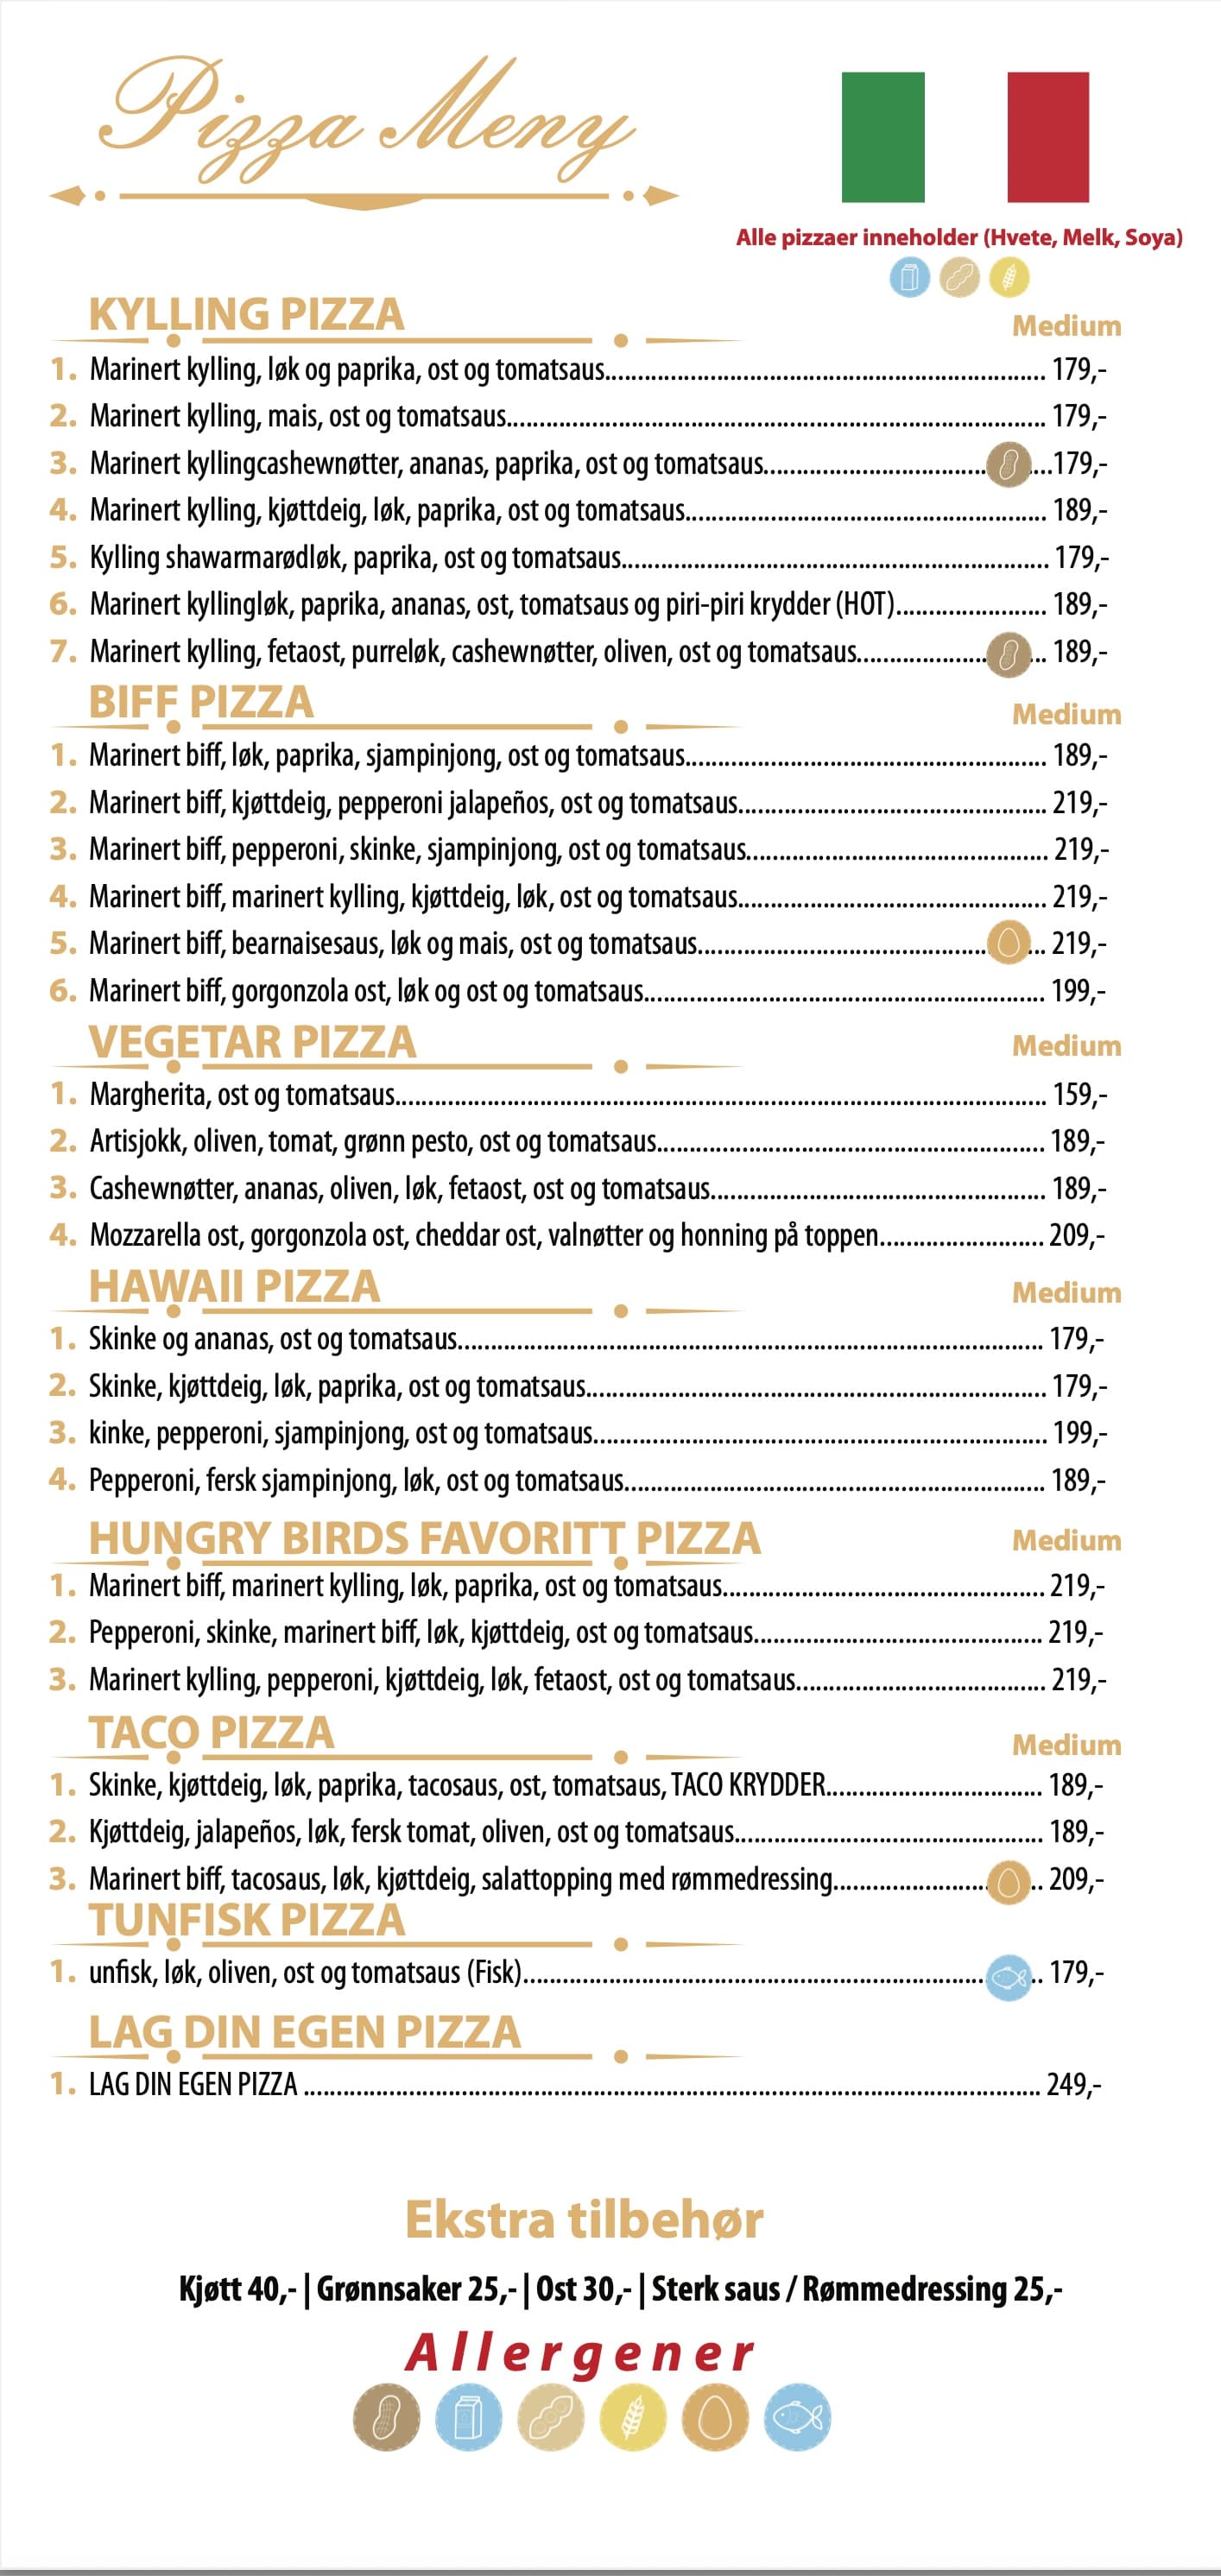 Pizza Meny
Alle pizzaer inneholder (Hvete, Melk, Soya)
KYLLING PIZZA Medium
1. Marinert kylling, løk og paprika, ost og tomatsaus 179,-
2. Marinert kylling, mais, ost og tomatsaus 179,-
3. Marinert kyllingcashewnøtter, ananas, paprika, ost og tomatsaus 179,-
4. Marinert kylling, kjøttdeig, løk, paprika, ost og tomatsaus 189,-
5. Kylling shawarmarødløk, paprika, ost og tomatsaus 179,-
6. Marinert kyllingløk, paprika, ananas, ost, tomatsaus og piri-piri krydder (HOT) 189,-
7. Marinert kylling, fetaost, purreløk, cashewnøtter, oliven, ost og tomatsaus 189,-
BIFF PIZZA Medium
1. Marinert biff, løk, paprika, sjampinjong, ost og tomatsaus 189,-
2. Marinert biff, kjøttdeig, pepperoni jalapeños, ost og tomatsaus 219,-
3. Marinert biff, pepperoni, skinke, sjampinjong, ost og tomatsaus 219,-
4. Marinert biff, marinert kylling, kjøttdeig, løk, ost og tomatsaus 219,-
5. Marinert biff, bearnaisesaus, løk og mais, ost og tomatsaus 219,-
6. Marinert biff, gorgonzola ost, løk og ost og tomatsaus 199,-
VEGETAR PIZZA Medium
1. Margherita, ost og tomatsaus 159,-
2. Artisjokk, oliven, tomat, grønn pesto, ost og tomatsaus 189,-
3. Cashewnøtter, ananas, oliven, løk, fetaost, ost og tomatsaus 189,-
4. Mozzarella ost, gorgonzola ost, cheddar ost, valnøtter og honning på toppen 209,-
HAWAII PIZZA Medium
1. Skinke og ananas, ost og tomatsaus 179,-
2. Skinke, kjøttdeig, løk, paprika, ost og tomatsaus 179,-
3. kinke, pepperoni, sjampinjong, ost og tomatsaus 199,-
4. Pepperoni, fersk sjampinjong, løk, ost og tomatsaus 189,-
HUNGRY BIRDS FAVORITT PIZZA Medium
1. Marinert biff, marinert kylling, løk, paprika, ost og tomatsaus 219,-
2. Pepperoni, skinke, marinert biff, løk, kjøttdeig, ost og tomatsaus 219,-
3. Marinert kylling, pepperoni, kjøttdeig, løk, fetaost, ost og tomatsaus 219,-
TACO PIZZA Medium
1. Skinke, kjøttdeig, løk, paprika, tacosaus, ost, tomatsaus, TACO KRYDDER 189,-
2. Kjøttdeig, jalapeños, løk, fersk tomat, oliven, ost og tomatsaus 189,-
3. Marinert biff, tacosaus, løk, kjøttdeig, salattopping med rømmedressing 209,-
TUNFISK PIZZA
1. unfisk, løk, oliven, ost og tomatsaus (Fisk) 179,-
LAG DIN EGEN PIZZA
1. LAG DIN EGEN PIZZA 249,-
Ekstra tilbehør
Kjøtt 40,- | Grønnsaker 25,- | Ost 30,- | Sterk saus / Rømmedressing 25,-
Allergener